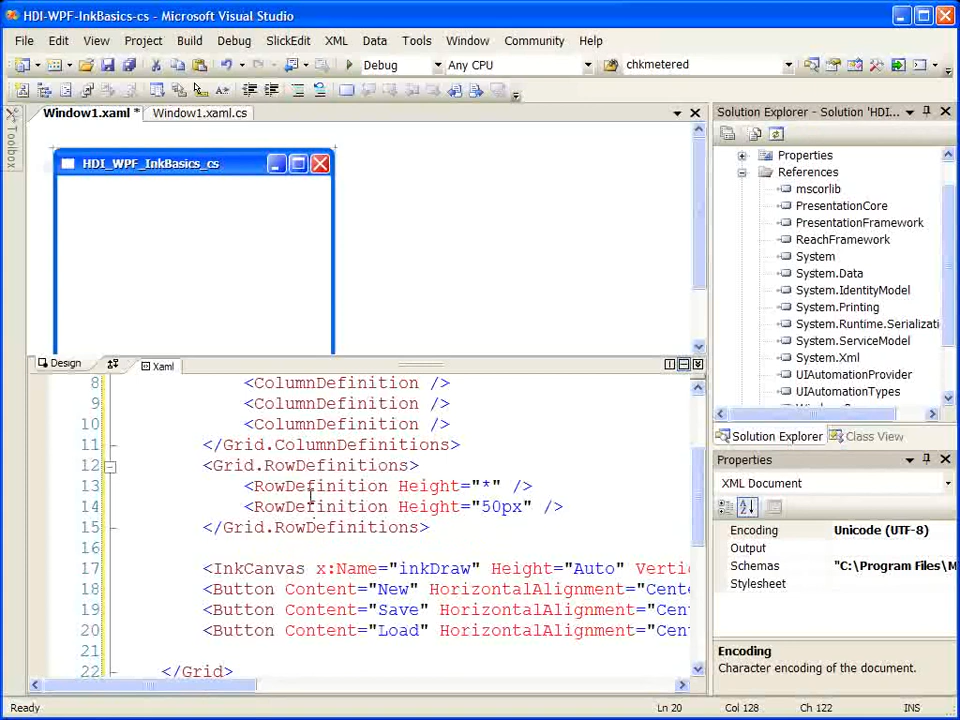 HDI-WPF-InkBasics-cs - Microsoft Visual Studio
File Edit View Project Build Debug SlickEdit XML Data Tools Window Community Help
Debug Any CPU chkmetered
Window1.xaml * Window1.xaml.cs
Toolbox
HDI_WPF_InkBasics_cs
Design Xaml
8 <ColumnDefinition />
9 <ColumnDefinition />
10 <ColumnDefinition />
11 </Grid.ColumnDefinitions>
12 <Grid.RowDefinitions>
13 <RowDefinition Height="*" />
14 <RowDefinition Height="50px" />
15 </Grid.RowDefinitions>
16
17 <InkCanvas x:Name="inkDraw" Height="Auto" Vertic
18 <Button Content="New" HorizontalAlignment="Cente
19 <Button Content="Save" HorizontalAlignment="Cen
20 <Button Content="Load" HorizontalAlignment="Cen
21
22 </Grid>
Solution Explorer - Solution 'HDI...
Properties
References
mscorlib
PresentationCore
PresentationFramework
ReachFramework
System
System.Data
System.IdentityModel
System.Printing
System.Runtime.Serializati
System.ServiceModel
System.Xml
UIAutomationProvider
UIAutomationTypes
Solution Explorer Class View
Properties
XML Document
Encoding Unicode (UTF-8)
Output
Schemas "C:\Program Files\M
Stylesheet
Encoding
Character encoding of the document.
Ready Ln 20 Col 128 Ch 122 INS